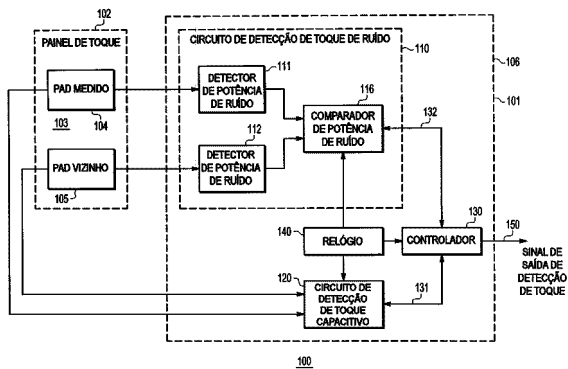 102
PAINEL DE TOQUE
CIRCUITO DE DETECÇÃO DE TOQUE DE RUÍDO
110
106
101
111
DETECTOR
DE POTÊNCIA
DE RUÍDO
116
COMPARADOR
DE POTÊNCIA
DE RUÍDO
132
PAD MEDIDO
103
104
112
DETECTOR
DE POTÊNCIA
DE RUÍDO
PAD VIZINHO
105
140
RELÓGIO
130
CONTROLADOR
150
SINAL DE
SAÍDA DE
DETECÇÃO
DE TOQUE
120
CIRCUITO DE
DETECÇÃO
DE TOQUE
CAPACITIVO
131
100